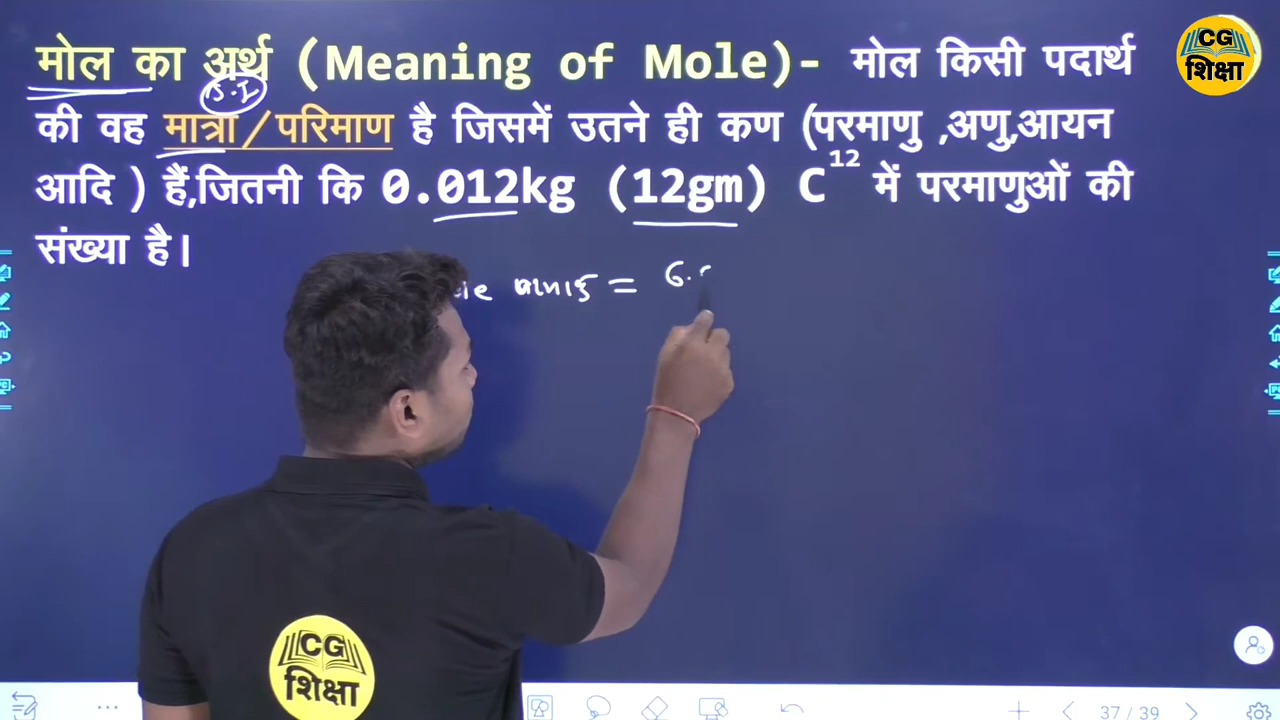 मोल का अर्थ (Meaning of Mole)- मोल किसी पदार्थ
S.I
की वह मात्रा/परिमाण है जिसमें उतने ही कण (परमाणु ,अणु,आयन
आदि ) हैं,जितनी कि 0.012kg (12gm) C¹² में परमाणुओं की
संख्या है।
= 6.
CG
शिक्षा
CG
शिक्षा
37 / 39